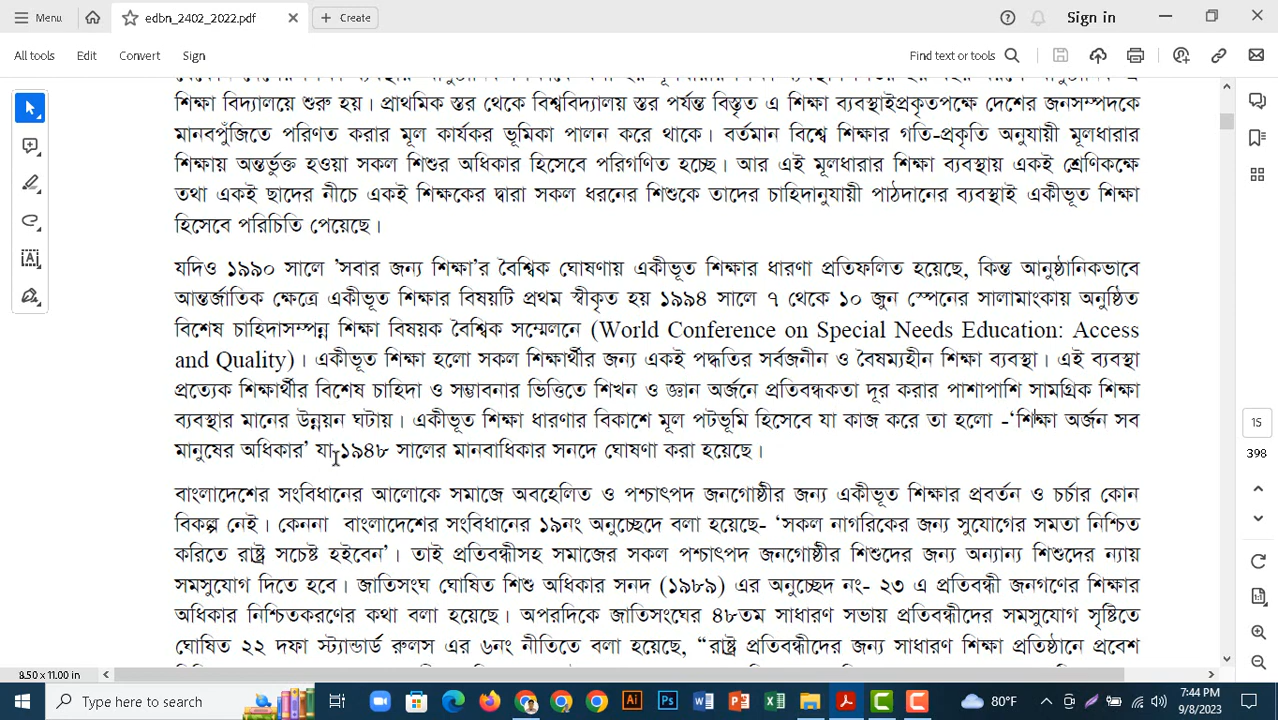 Menu edbn_2402_2022.pdf Create Sign in
All tools Edit Convert Sign Find text or tools
শিক্ষা বিদ্যালয়ে শুরু হয়। প্রাথমিক স্তর থেকে বিশ্ববিদ্যালয় স্তর পর্যন্ত বিস্তৃত এ শিক্ষা ব্যবস্থাইপ্রকৃতপক্ষে দেশের জনসম্পদকে
মানবপুঁজিতে পরিণত করার মূল কার্যকর ভূমিকা পালন করে থাকে। বর্তমান বিশ্বে শিক্ষার গতি-প্রকৃতি অনুযায়ী মূলধারার
শিক্ষায় অন্তর্ভুক্ত হওয়া সকল শিশুর অধিকার হিসেবে পরিগণিত হচ্ছে। আর এই মূলধারার শিক্ষা ব্যবস্থায় একই শ্রেণিকক্ষে
তথা একই ছাদের নীচে একই শিক্ষকের দ্বারা সকল ধরনের শিশুকে তাদের চাহিদানুযায়ী পাঠদানের ব্যবস্থাই একীভূত শিক্ষা
হিসেবে পরিচিতি পেয়েছে।
যদিও ১৯৯০ সালে ’সবার জন্য শিক্ষা’র বৈশ্বিক ঘোষণায় একীভূত শিক্ষার ধারণা প্রতিফলিত হয়েছে, কিন্ত আনুষ্ঠানিকভাবে
আন্তর্জাতিক ক্ষেত্রে একীভূত শিক্ষার বিষয়টি প্রথম স্বীকৃত হয় ১৯৯৪ সালে ৭ থেকে ১০ জুন স্পেনের সালামাংকায় অনুষ্ঠিত
বিশেষ চাহিদাসম্পন্ন শিক্ষা বিষয়ক বৈশ্বিক সম্মেলনে (World Conference on Special Needs Education: Access
and Quality)। একীভূত শিক্ষা হলো সকল শিক্ষার্থীর জন্য একই পদ্ধতির সর্বজনীন ও বৈষম্যহীন শিক্ষা ব্যবস্থা। এই ব্যবস্থা
প্রত্যেক শিক্ষার্থীর বিশেষ চাহিদা ও সম্ভাবনার ভিত্তিতে শিখন ও জ্ঞান অর্জনে প্রতিবন্ধকতা দূর করার পাশাপাশি সামগ্রিক শিক্ষা
ব্যবস্থার মানের উন্নয়ন ঘটায়। একীভূত শিক্ষা ধারণার বিকাশে মূল পটভূমি হিসেবে যা কাজ করে তা হলো -‘শিক্ষা অর্জন সব
মানুষের অধিকার’ যা ১৯৪৮ সালের মানবাধিকার সনদে ঘোষণা করা হয়েছে।
বাংলাদেশের সংবিধানের আলোকে সমাজে অবহেলিত ও পশ্চাৎপদ জনগোষ্ঠীর জন্য একীভূত শিক্ষার প্রবর্তন ও চর্চার কোন
বিকল্প নেই। কেননা বাংলাদেশের সংবিধানের ১৯নং অনুচ্ছেদে বলা হয়েছে- ‘সকল নাগরিকের জন্য সুযোগের সমতা নিশ্চিত
করিতে রাষ্ট্র সচেষ্ট হইবেন’। তাই প্রতিবন্ধীসহ সমাজের সকল পশ্চাৎপদ জনগোষ্ঠীর শিশুদের জন্য অন্যান্য শিশুদের ন্যায়
সমসুযোগ দিতে হবে। জাতিসংঘ ঘোষিত শিশু অধিকার সনদ (১৯৮৯) এর অনুচ্ছেদ নং- ২৩ এ প্রতিবন্ধী জনগণের শিক্ষার
অধিকার নিশ্চিতকরণের কথা বলা হয়েছে। অপরদিকে জাতিসংঘের ৪৮তম সাধারণ সভায় প্রতিবন্ধীদের সমসুযোগ সৃষ্টিতে
ঘোষিত ২২ দফা স্ট্যান্ডার্ড রুলস এর ৬নং নীতিতে বলা হয়েছে, “রাষ্ট্র প্রতিবন্ধীদের জন্য সাধারণ শিক্ষা প্রতিষ্ঠানে প্রবেশ
15
398
8.50 x 11.00 in
Type here to search 80°F 7:44 PM
9/8/2023